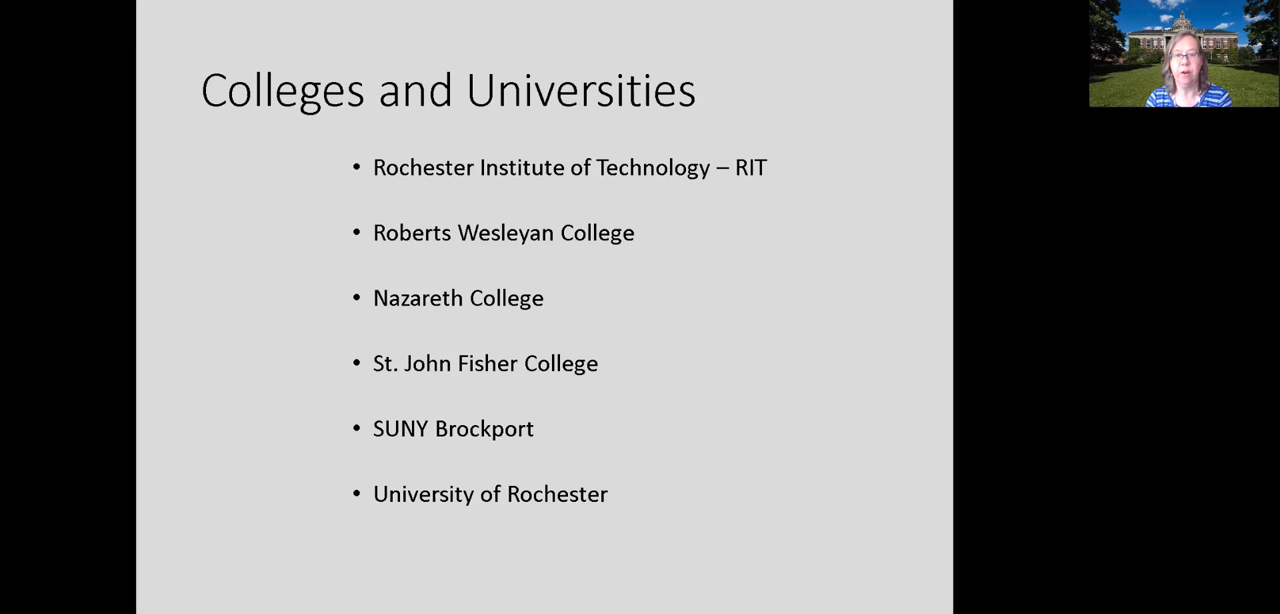 Colleges and Universities
• Rochester Institute of Technology – RIT
• Roberts Wesleyan College
• Nazareth College
• St. John Fisher College
• SUNY Brockport
• University of Rochester